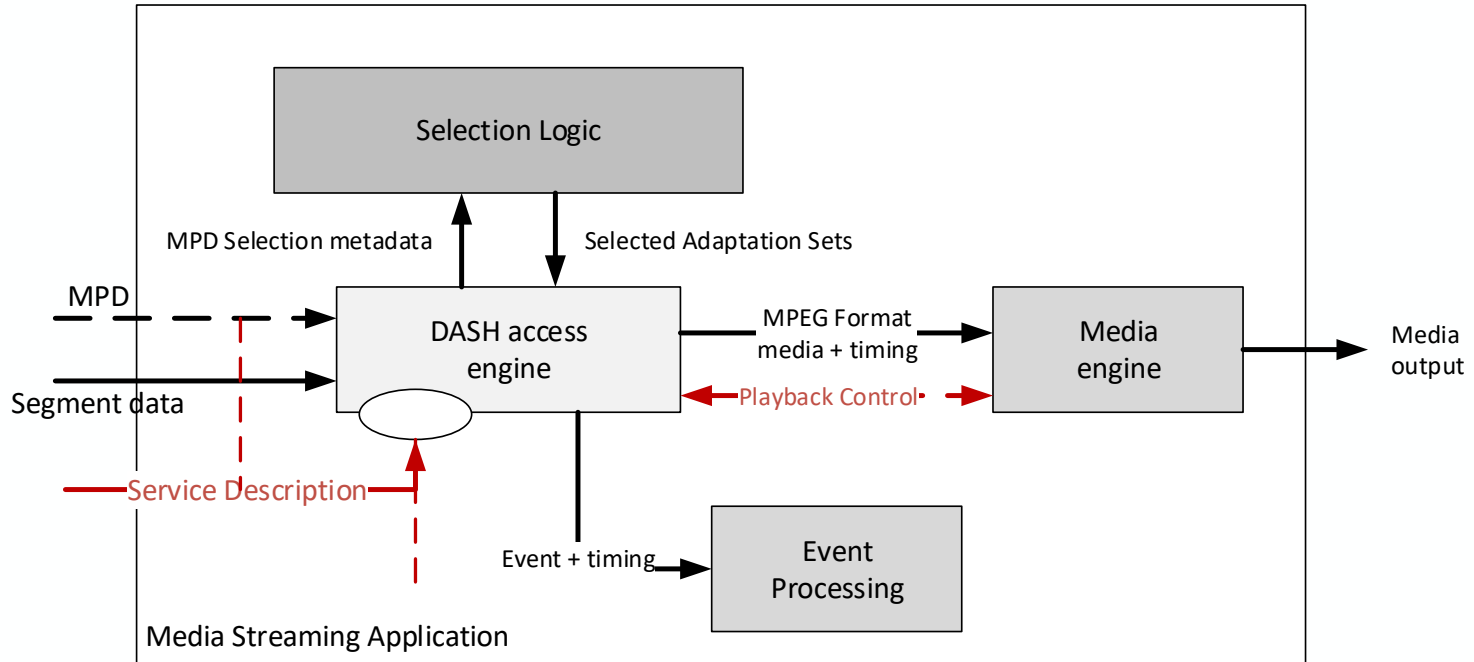 Selection Logic
MPD Selection metadata
Selected Adaptation Sets
MPD
DASH access
engine
MPEG Format
media + timing
Media
engine
Media
output
Segment data
Playback Control
Service Description
Event + timing
Event
Processing
Media Streaming Application